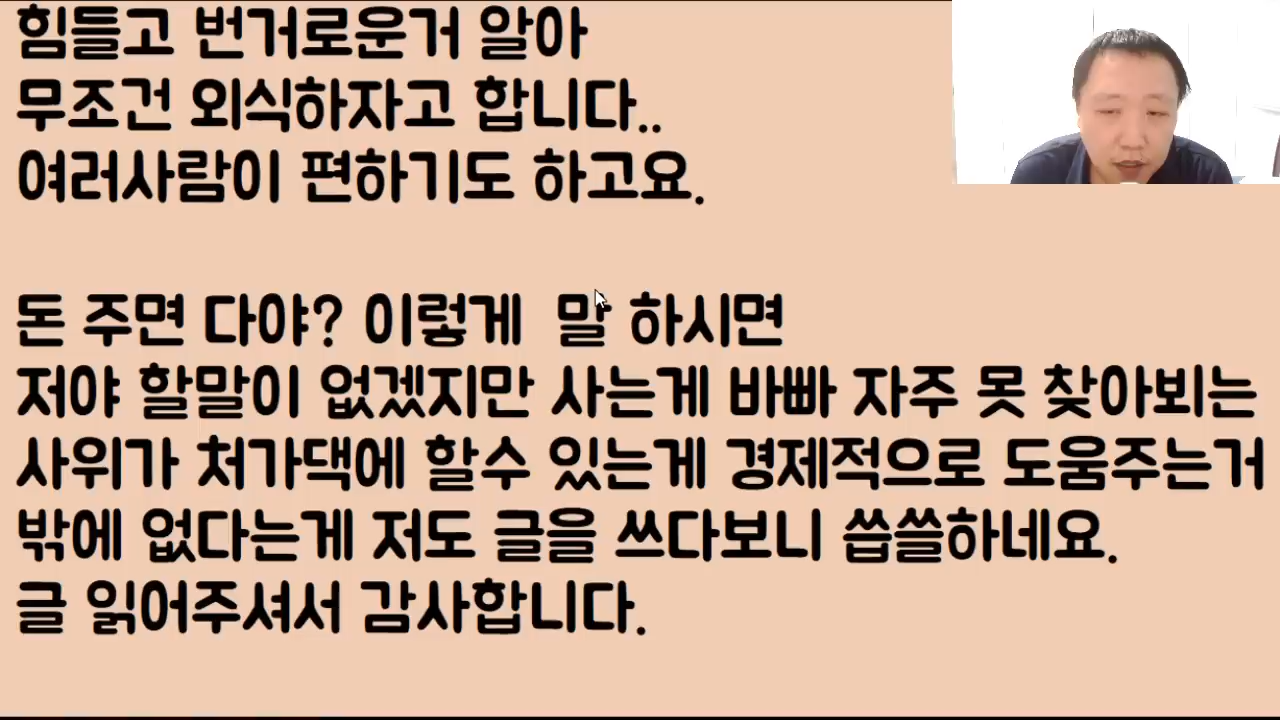 힘들고 번거로운거 알아
무조건 외식하자고 합니다..
여러사람이 편하기도 하고요.
돈 주면 다야? 이렇게 말 하시면
저야 할말이 없겠지만 사는게 바빠 자주 못 찾아뵈는
사위가 처가댁에 할수 있는게 경제적으로 도움주는거
밖에 없다는게 저도 글을 쓰다보니 씁쓸하네요.
글 읽어주셔서 감사합니다.